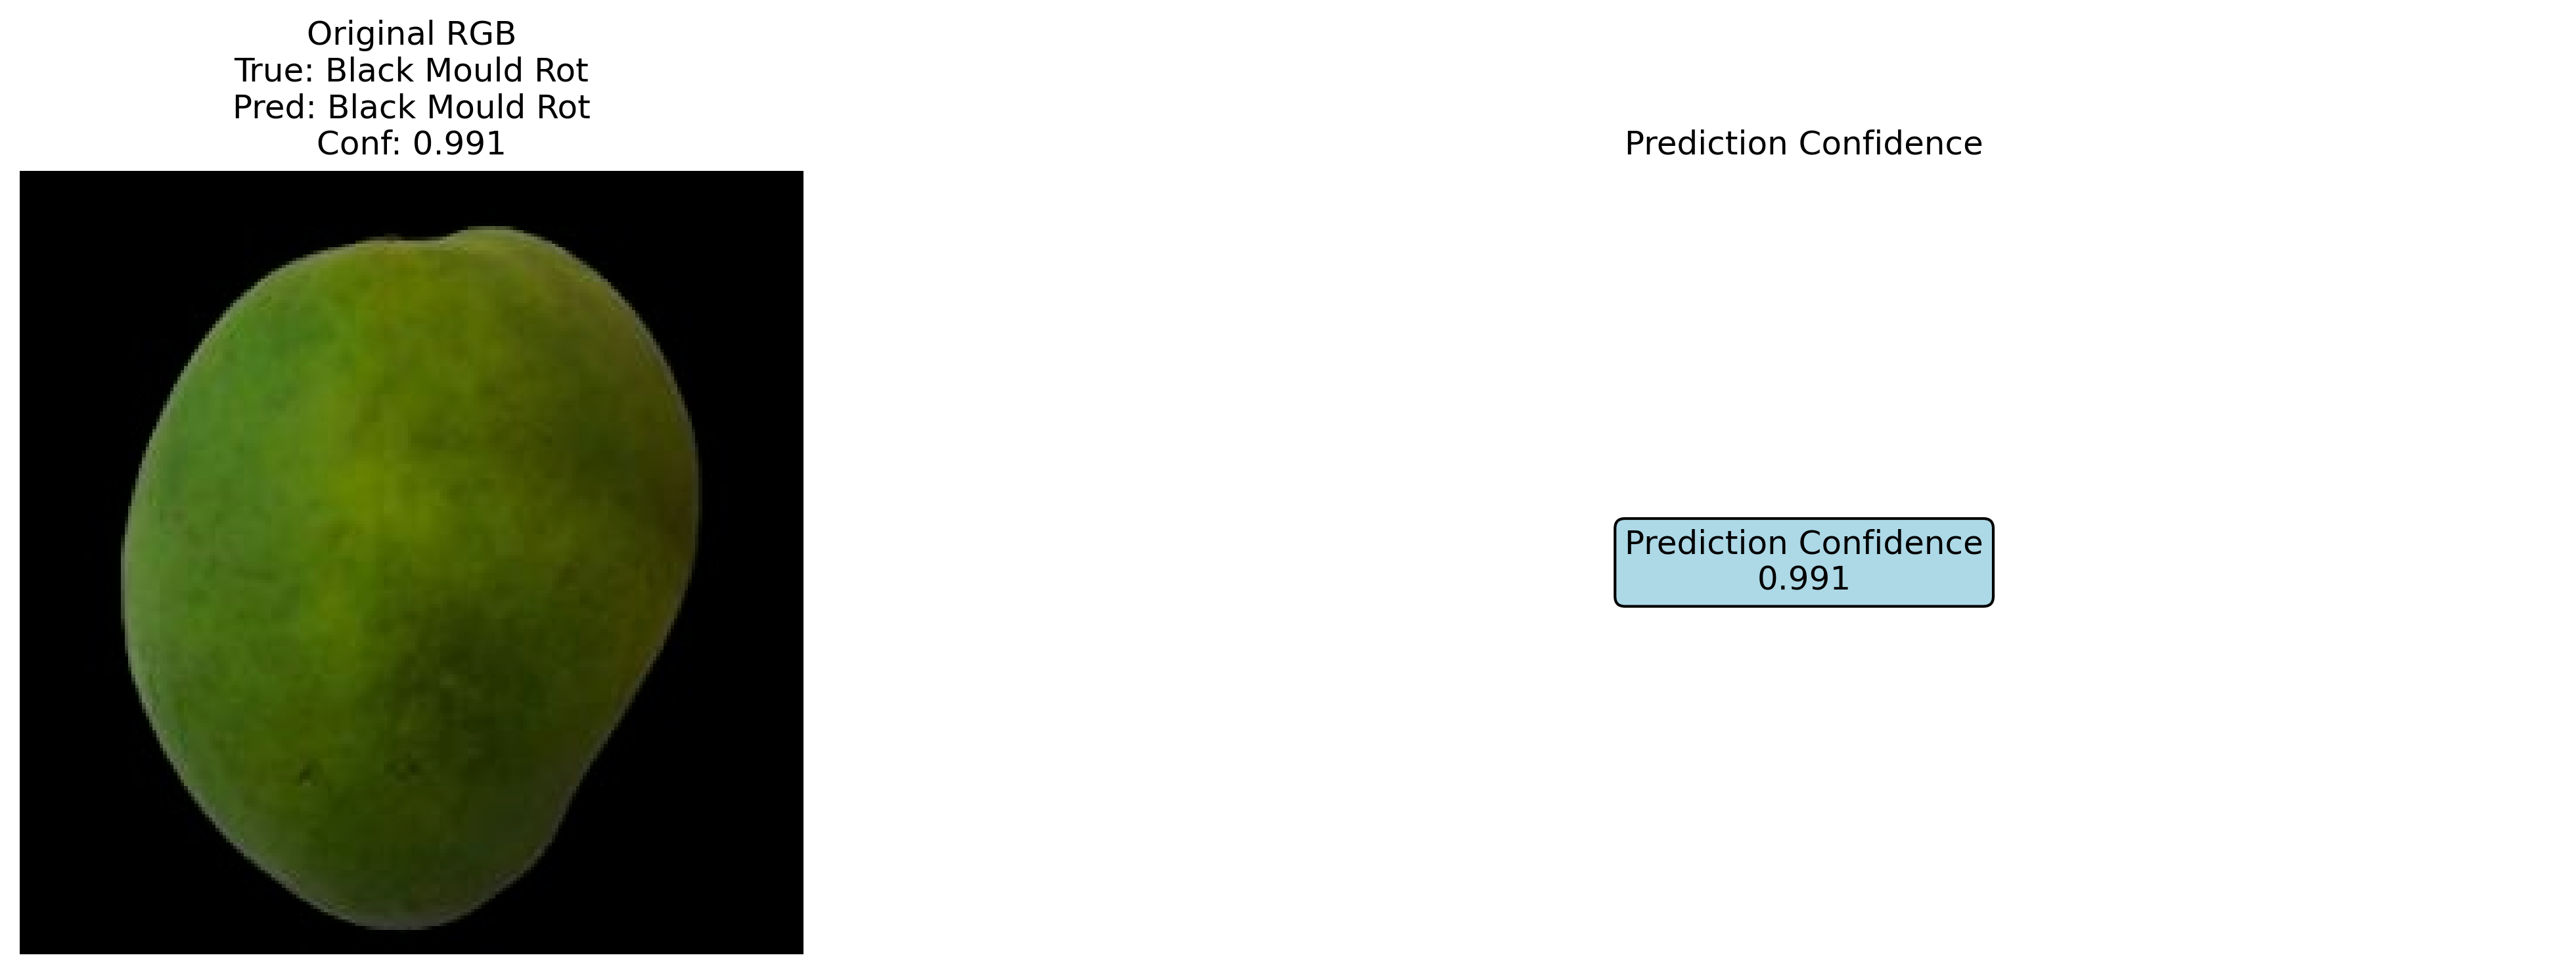 Original RGB
True: Black Mould Rot
Pred: Black Mould Rot
Conf: 0.991
Prediction Confidence
Prediction Confidence
0.991